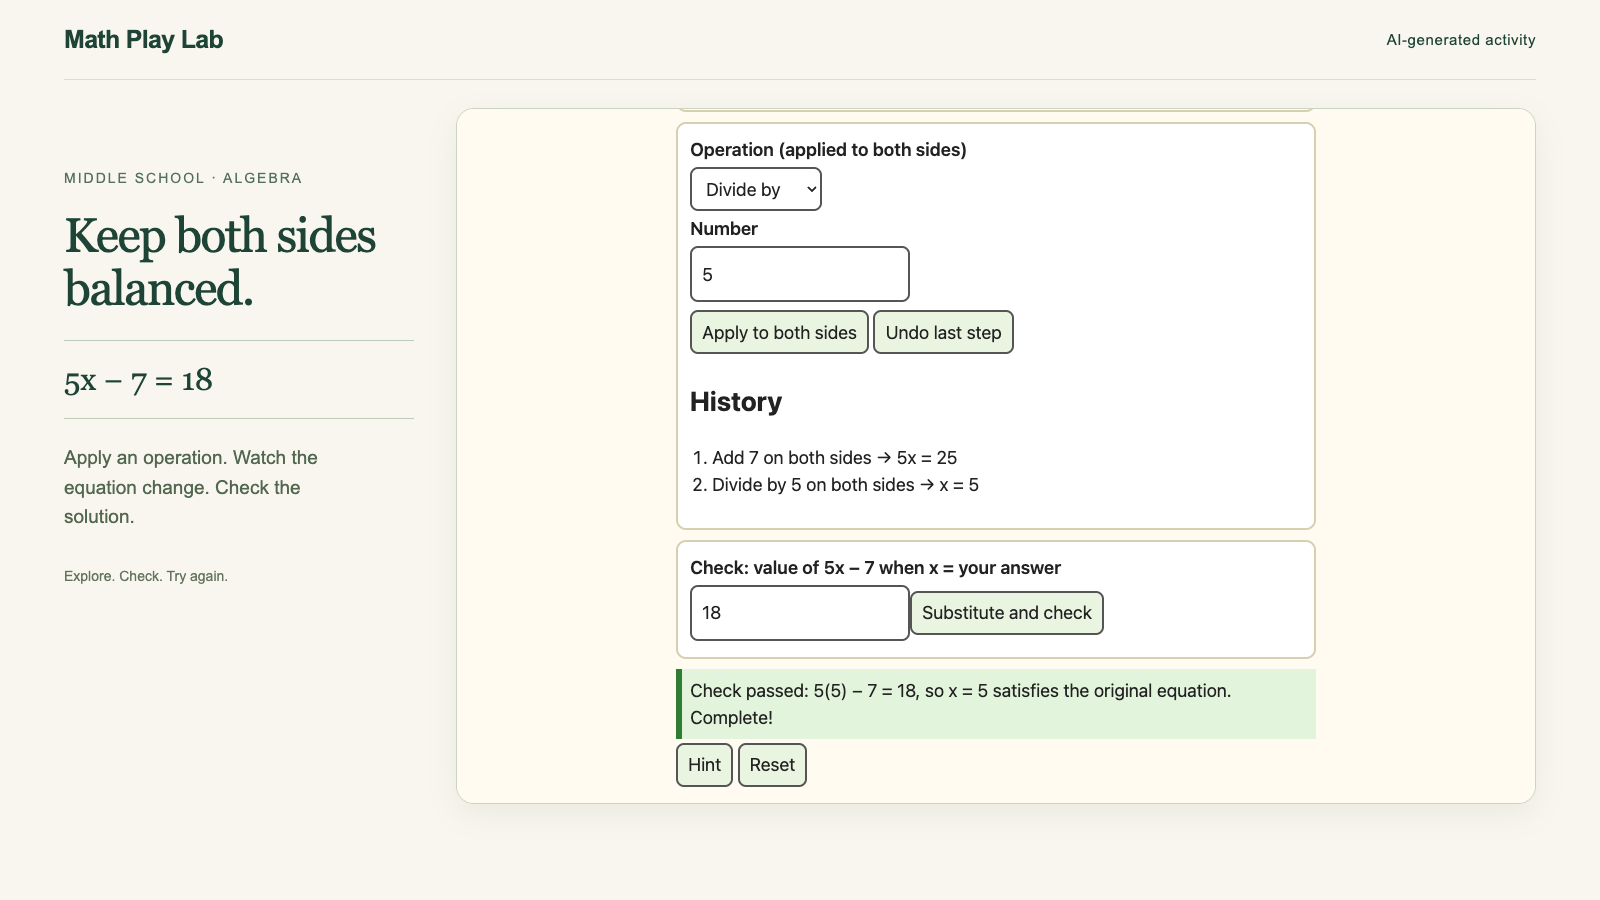 Math Play Lab
AI-generated activity
MIDDLE SCHOOL · ALGEBRA
Keep both sides
balanced.
5x – 7 = 18
Apply an operation. Watch the
equation change. Check the
solution.
Explore. Check. Try again.
Operation (applied to both sides)
Divide by
Number
5
Apply to both sides
Undo last step
History
1. Add 7 on both sides → 5x = 25
2. Divide by 5 on both sides → x = 5
Check: value of 5x – 7 when x = your answer
18
Substitute and check
Check passed: 5(5) – 7 = 18, so x = 5 satisfies the original equation.
Complete!
Hint
Reset